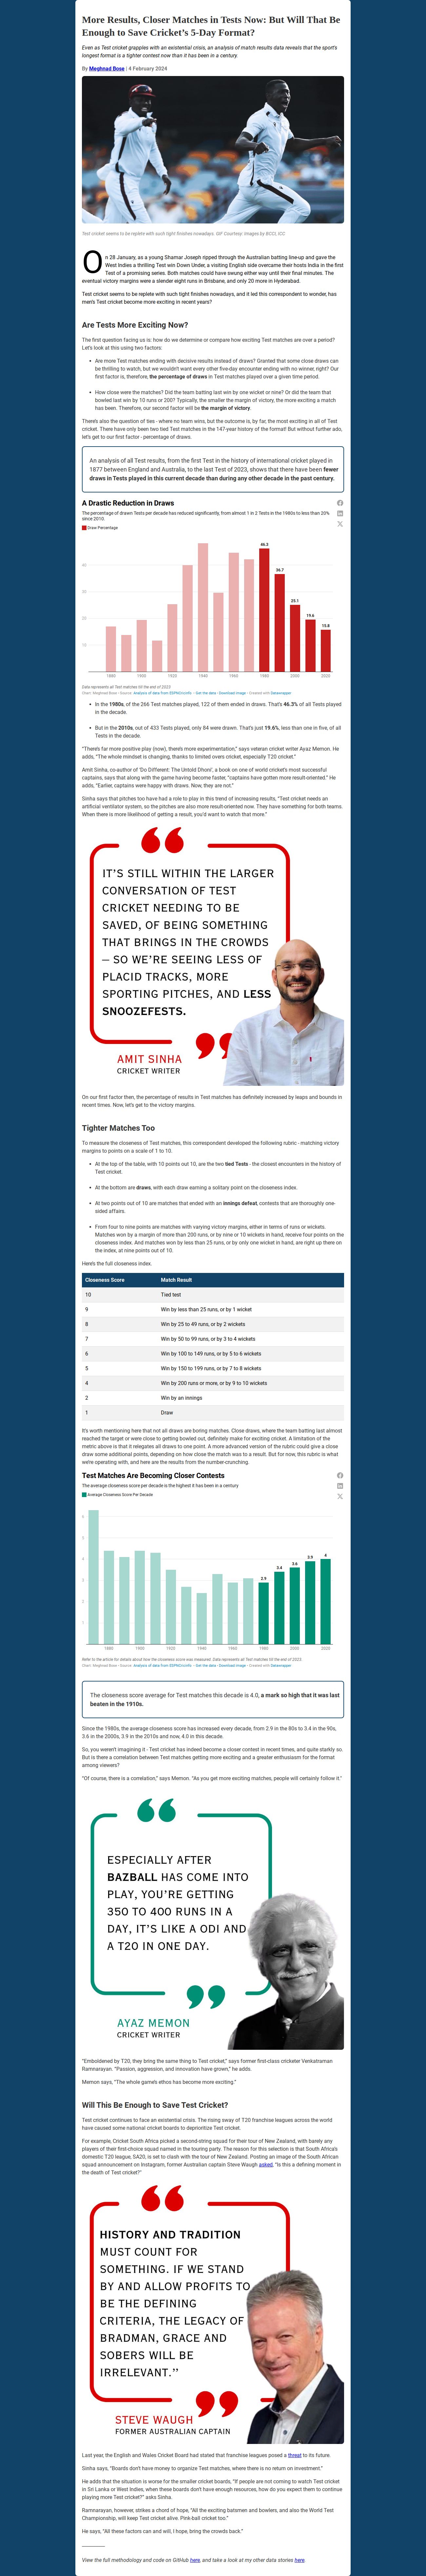 More Results, Closer Matches in Tests Now: But Will That Be
Enough to Save Cricket's 5-Day Format?
Even as Test cricket grapples with an existential crisis, an analysis of match results data reveals that the sport's
longest format is a tighter contest now than it has been in a century.
By Meghnad Bose | 4 February 2024
Test cricket seems to be replete with such tight finishes nowadays. GIF Courtesy: Images by BCCI, ICC
On 28 January, as a young Shamar Joseph ripped through the Australian batting line-up and gave the
West Indies a thrilling Test win Down Under, a visiting English side overcame their hosts India in the first
Test of a promising series. Both matches could have swung either way until their final minutes. The
eventual victory margins were a slender eight runs in Brisbane, and only 20 more in Hyderabad.
Test cricket seems to be replete with such tight finishes nowadays, and it led this correspondent to wonder, has
men's Test cricket become more exciting in recent years?
Are Tests More Exciting Now?
The first question facing us is: how do we determine or compare how exciting Test matches are over a period?
Let's look at this using two factors:
• Are more Test matches ending with decisive results instead of draws? Granted that some close draws can
be thrilling to watch, but we wouldn't want every other five-day encounter ending with no winner, right? Our
first factor is, therefore, the percentage of draws in Test matches played over a given time period.
• How close were the matches? Did the team batting last win by one wicket or nine? Or did the team that
bowled last win by 10 runs or 200? Typically, the smaller the margin of victory, the more exciting a match
has been. Therefore, our second factor will be the margin of victory.
There's also the question of ties - where no team wins, but the outcome is, by far, the most exciting in all of Test
cricket. There have only been two tied Test matches in the 147-year history of the format! But without further ado,
let's get to our first factor - percentage of draws.
An analysis of all Test results, from the first Test in the history of international cricket played in
1877 between England and Australia, to the last Test of 2023, shows that there have been fewer
draws in Tests played in this current decade than during any other decade in the past century.
A Drastic Reduction in Draws
The percentage of drawn Tests per decade has reduced significantly, from almost 1 in 2 Tests in the 1980s to less than 20%
since 2010.
Draw Percentage
46.3
36.7
25.1
19.6
15.8
40
30
20
10
1880 1900 1920 1940 1960 1980 2000 2020
Data represents all Test matches till the end of 2023
Chart: Meghnad Bose • Source: Analysis of data from ESPNCricinfo • Get the data • Download image • Created with Datawrapper
• In the 1980s, of the 266 Test matches played, 122 of them ended in draws. That's 46.3% of all Tests played
in the decade.
• But in the 2010s, out of 433 Tests played, only 84 were drawn. That's just 19.6%, less than one in five, of all
Tests in the decade.
"There's far more positive play (now), there's more experimentation," says veteran cricket writer Ayaz Memon. He
adds, "The whole mindset is changing, thanks to limited overs cricket, especially T20 cricket."
Amit Sinha, co-author of 'Do Different: The Untold Dhoni', a book on one of world cricket's most successful
captains, says that along with the game having become faster, "captains have gotten more result-oriented." He
adds, "Earlier, captains were happy with draws. Now, they are not."
Sinha says that pitches too have had a role to play in this trend of increasing results, "Test cricket needs an
artificial ventilator system, so the pitches are also more result-oriented now. They have something for both teams.
When there is more likelihood of getting a result, you'd want to watch that more."
IT'S STILL WITHIN THE LARGER
CONVERSATION OF TEST
CRICKET NEEDING TO BE
SAVED, OF BEING SOMETHING
THAT BRINGS IN THE CROWDS
— SO WE'RE SEEING LESS OF
PLACID TRACKS, MORE
SPORTING PITCHES, AND LESS
SNOOZEFESTS.
AMIT SINHA
CRICKET WRITER
On our first factor then, the percentage of results in Test matches has definitely increased by leaps and bounds in
recent times. Now, let's get to the victory margins.
Tighter Matches Too
To measure the closeness of Test matches, this correspondent developed the following rubric - matching victory
margins to points on a scale of 1 to 10.
• At the top of the table, with 10 points out 10, are the two tied Tests - the closest encounters in the history of
Test cricket.
• At the bottom are draws, with each draw earning a solitary point on the closeness index.
• At two points out of 10 are matches that ended with an innings defeat, contests that are thoroughly one-
sided affairs.
• From four to nine points are matches with varying victory margins, either in terms of runs or wickets.
Matches won by a margin of more than 200 runs, or by nine or 10 wickets in hand, receive four points on the
closeness index. And matches won by less than 25 runs, or by only one wicket in hand, are right up there on
the index, at nine points out of 10.
Here's the full closeness index.
Closeness Score Match Result
10 Tied test
9 Win by less than 25 runs, or by 1 wicket
8 Win by 25 to 49 runs, or by 2 wickets
7 Win by 50 to 99 runs, or by 3 to 4 wickets
6 Win by 100 to 149 runs, or by 5 to 6 wickets
5 Win by 150 to 199 runs, or by 7 to 8 wickets
4 Win by 200 runs or more, or by 9 to 10 wickets
2 Win by an innings
1 Draw
It's worth mentioning here that not all draws are boring matches. Close draws, where the team batting last almost
reached the target or were close to getting bowled out, definitely make for exciting cricket. A limitation of the
metric above is that it relegates all draws to one point. A more advanced version of the rubric could give a close
draw some additional points, depending on how close the match was to a result. But for now, this rubric is what
we're operating with, and here are the results from the number-crunching.
Test Matches Are Becoming Closer Contests
The average closeness score per decade is the highest it has been in a century.
Average Closeness Score Per Decade
2.9
3.4
3.6
3.9
4
6
5
4
3
2
1
1880 1900 1920 1940 1960 1980 2000 2020
Refer to the article for details about how the closeness score was measured. Data represents all Test matches till the end of 2023
Chart: Meghnad Bose • Source: Analysis of data from ESPNCricinfo • Get the data • Download image • Created with Datawrapper
The closeness score average for Test matches this decade is 4.0, a mark so high that it was last
beaten in the 1910s.
Since the 1980s, the average closeness score has increased every decade, from 2.9 in the 80s to 3.4 in the 90s,
3.6 in the 2000s, 3.9 in the 2010s and now, 4.0 in this decade.
So, you weren't imagining it - Test cricket has indeed become a closer contest in recent times, and quite starkly so.
But is there a correlation between Test matches getting more exciting and a greater enthusiasm for the format
among viewers?
"Of course, there is a correlation," says Memon. "As you get more exciting matches, people will certainly follow it."
ESPECIALLY AFTER
BAZBALL HAS COME INTO
PLAY, YOU'RE GETTING
350 TO 400 RUNS IN A
DAY, IT'S LIKE A ODI AND
A T20 IN ONE DAY.
AYAZ MEMON
CRICKET WRITER
"Emboldened by T20, they bring the same thing to Test cricket," says former first-class cricketer Venkatraman
Ramnarayan. "Passion, aggression, and innovation have grown," he adds.
Memon says, "The whole game's ethos has become more exciting."
Will This Be Enough to Save Test Cricket?
Test cricket continues to face an existential crisis. The rising sway of T20 franchise leagues across the world
have caused some national cricket boards to deprioritize Test cricket.
For example, Cricket South Africa picked a second-string squad for their tour of New Zealand, with barely any
players of their first-choice squad named in the touring party. The reason for this selection is that South Africa's
domestic T20 league, SA20, is set to clash with the tour of New Zealand. Posting an image of the South African
squad announcement on Instagram, former Australian captain Steve Waugh asked, "Is this a defining moment in
the death of Test cricket?"
HISTORY AND TRADITION
MUST COUNT FOR
SOMETHING. IF WE STAND
BY AND ALLOW PROFITS TO
BE THE DEFINING
CRITERIA, THE LEGACY OF
BRADMAN, GRACE AND
SOBERS WILL BE
IRRELEVANT.''
STEVE WAUGH
FORMER AUSTRALIAN CAPTAIN
Last year, the English and Wales Cricket Board had stated that franchise leagues posed a threat to its future.
Sinha says, "Boards don't have money to organize Test matches, where there is no return on investment."
He adds that the situation is worse for the smaller cricket boards, "If people are not coming to watch Test cricket
in Sri Lanka or West Indies, when these boards don't have enough resources, how do you expect them to continue
playing more Test cricket?" asks Sinha.
Ramnarayan, however, strikes a chord of hope, "All the exciting batsmen and bowlers, and also the World Test
Championship, will keep Test cricket alive. Pink-ball cricket too."
He says, "All these factors can and will, I hope, bring the crowds back."
View the full methodology and code on GitHub here, and take a look at my other data stories here.